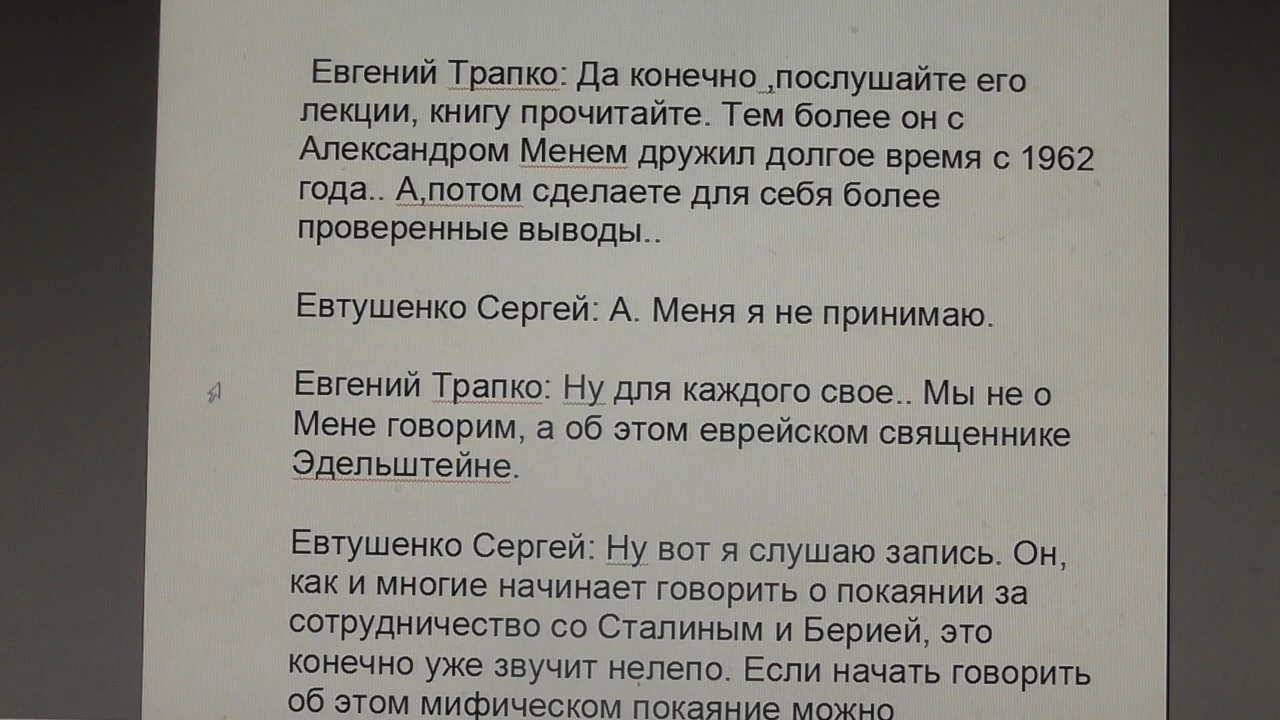 Евгений Трапко: Да конечно ,послушайте его
лекции, книгу прочитайте. Тем более он с
Александром Менем дружил долгое время с 1962
года.. А,потом сделаете для себя более
проверенные выводы..
Евтушенко Сергей: А. Меня я не принимаю.
Евгений Трапко: Ну для каждого свое.. Мы не о
Мене говорим, а об этом еврейском священнике
Эдельштейне.
Евтушенко Сергей: Ну вот я слушаю запись. Он,
как и многие начинает говорить о покаянии за
сотрудничество со Сталиным и Берией, это
конечно уже звучит нелепо. Если начать говорить
об этом мифическом покаяние можно